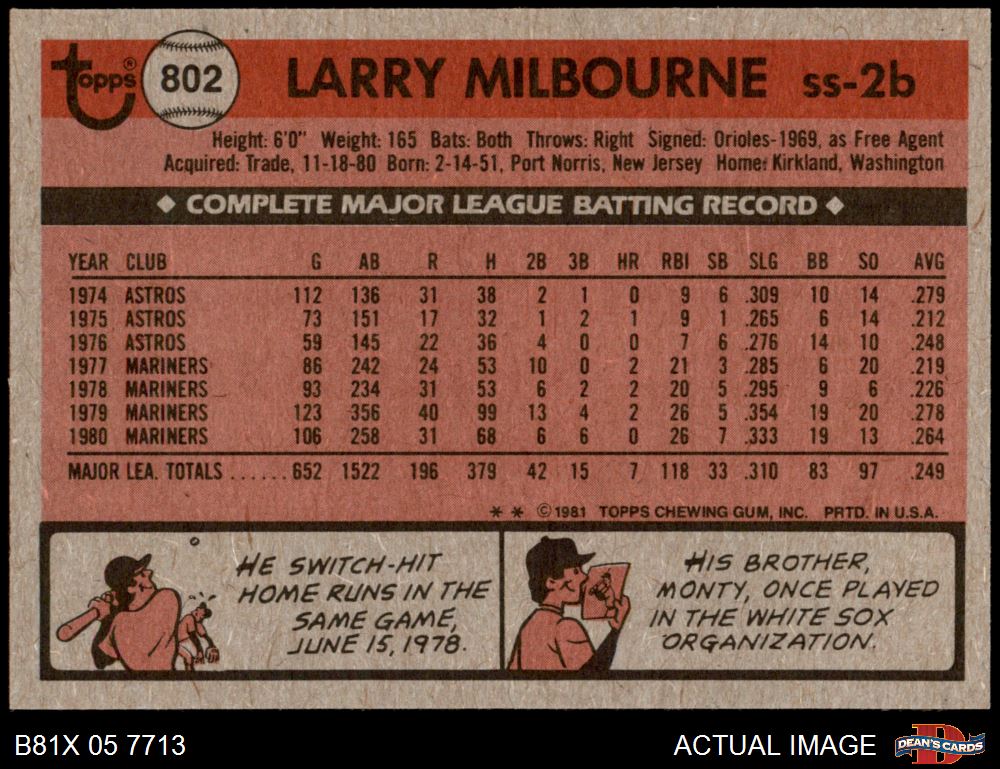 topps®
802
LARRY MILBOURNE ss-2b
Height: 6'0" Weight: 165 Bats: Both Throws: Right Signed: Orioles-1969, as Free Agent
Acquired: Trade, 11-18-80 Born: 2-14-51, Port Norris, New Jersey Home: Kirkland, Washington
◆ COMPLETE MAJOR LEAGUE BATTING RECORD ◆
YEAR CLUB G AB R H 2B 3B HR RBI SB SLG BB SO AVG
1974 ASTROS 112 136 31 38 2 1 0 9 6 .309 10 14 .279
1975 ASTROS 73 151 17 32 1 2 1 9 1 .265 6 14 .212
1976 ASTROS 59 145 22 36 4 0 0 7 6 .276 14 10 .248
1977 MARINERS 86 242 24 53 10 0 2 21 3 .285 6 20 .219
1978 MARINERS 93 234 31 53 6 2 2 20 5 .295 9 6 .226
1979 MARINERS 123 356 40 99 13 4 2 26 5 .354 19 20 .278
1980 MARINERS 106 258 31 68 6 6 0 26 7 .333 19 13 .264
MAJOR LEA. TOTALS ...... 652 1522 196 379 42 15 7 118 33 .310 83 97 .249
* * © 1981 TOPPS CHEWING GUM, INC. PRTD. IN U.S.A.
HE SWITCH-HIT
HOME RUNS IN THE
SAME GAME,
JUNE 15, 1978.
HIS BROTHER,
MONTY, ONCE PLAYED
IN THE WHITE SOX
ORGANIZATION.
B81X 05 7713
ACTUAL IMAGE
D
DEAN'S CARDS